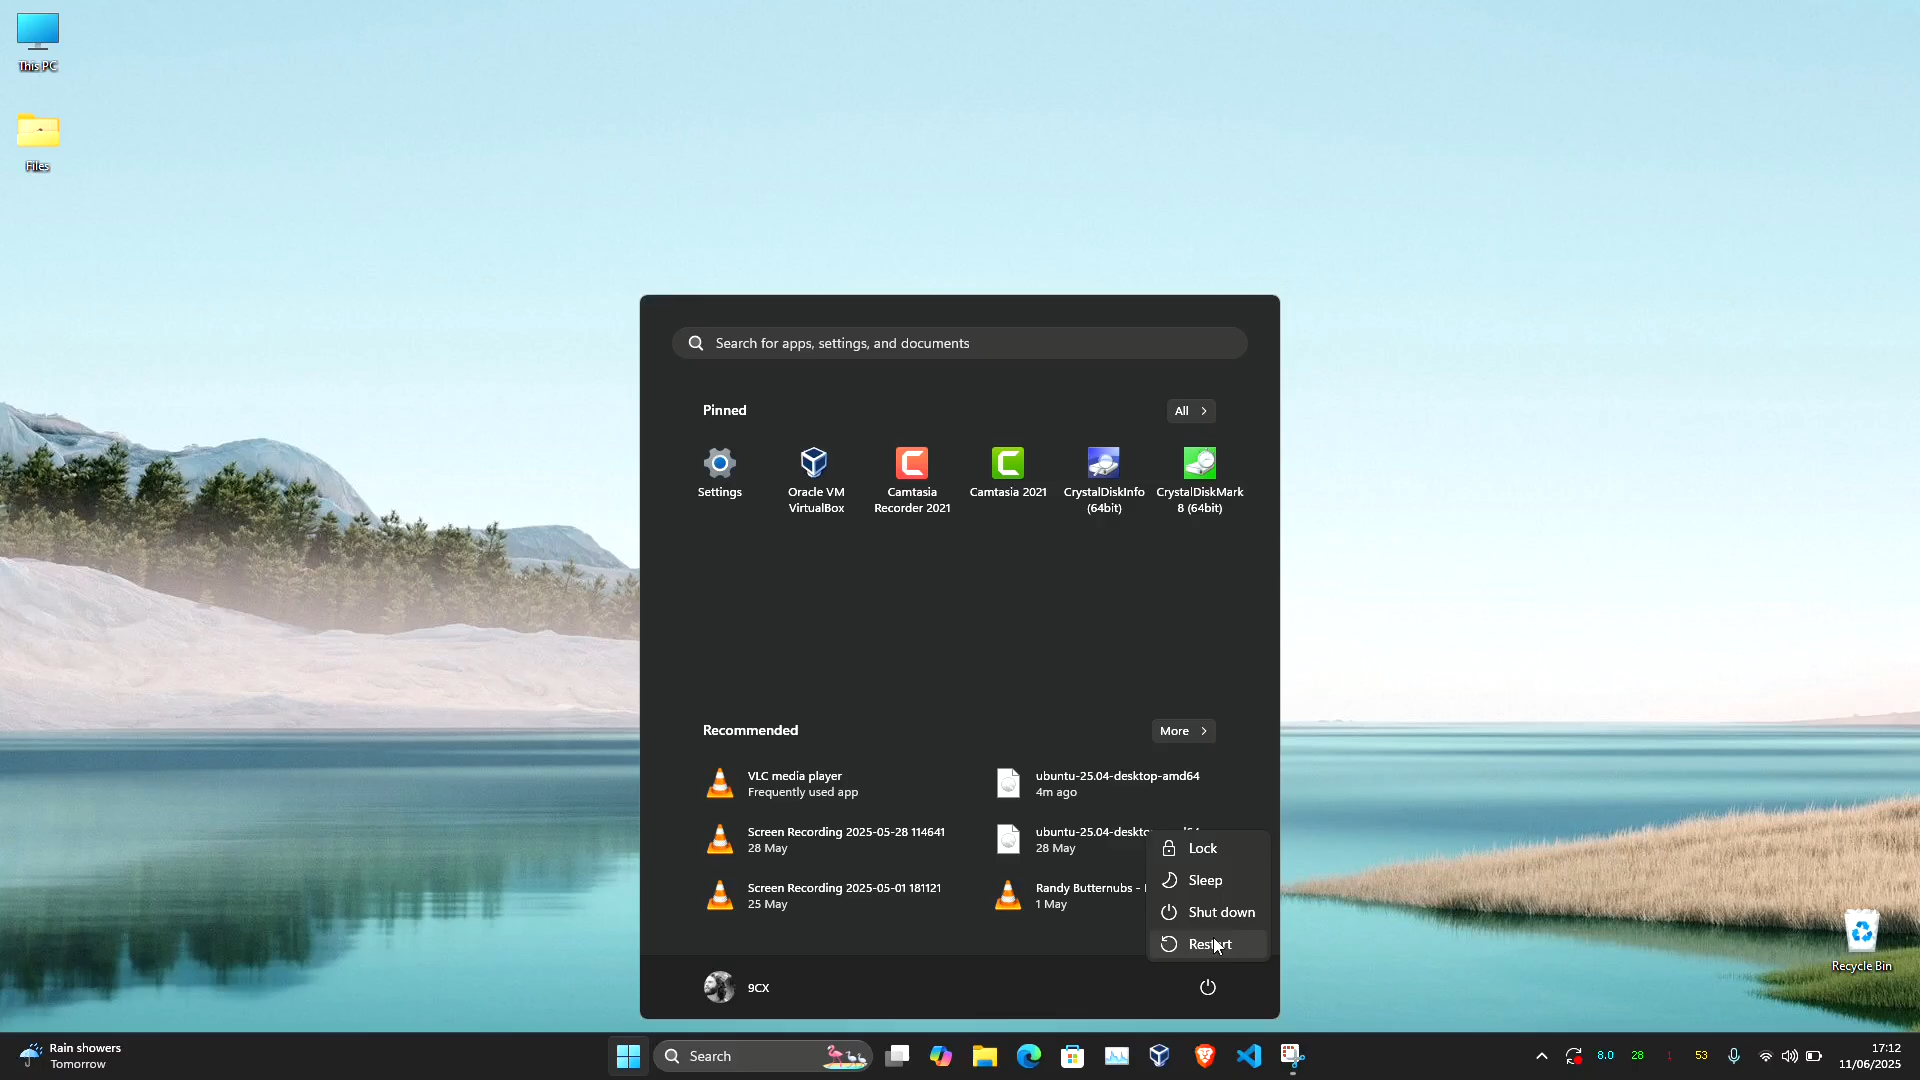 This PC
Files
Search for apps, settings, and documents
Pinned
All
Settings
Oracle VM
VirtualBox
Camtasia
Recorder 2021
Camtasia 2021
CrystalDiskInfo
(64bit)
CrystalDiskMark
8 (64bit)
Recommended
More
VLC media player
Frequently used app
ubuntu-25.04-desktop-amd64
4m ago
Screen Recording 2025-05-28 114641
28 May
28 May
Screen Recording 2025-05-01 181121
25 May
Randy Butternubs -
1 May
Lock
Sleep
Shut down
Restart
9CX
Recycle Bin
Rain showers
Tomorrow
Search
8.0
28
1
53
17:12
11/06/2025